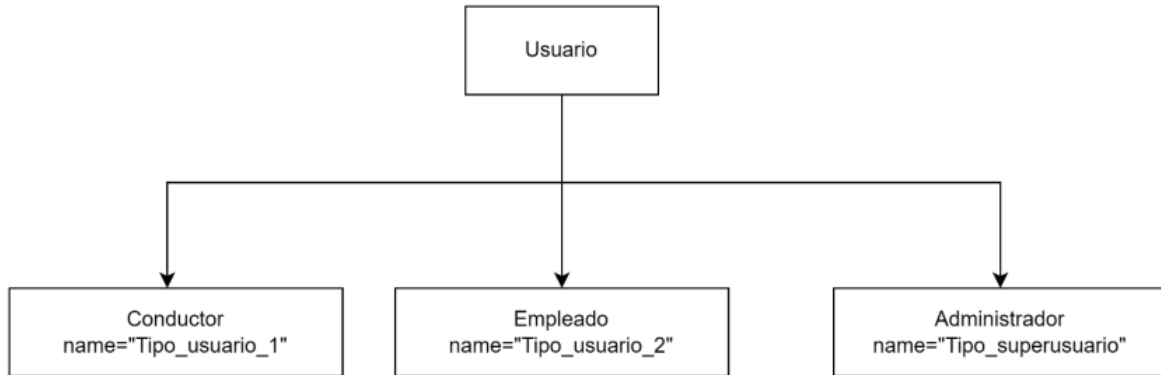 Usuario
Conductor
name="Tipo_usuario_1"
Empleado
name="Tipo_usuario_2"
Administrador
name="Tipo_superusuario"